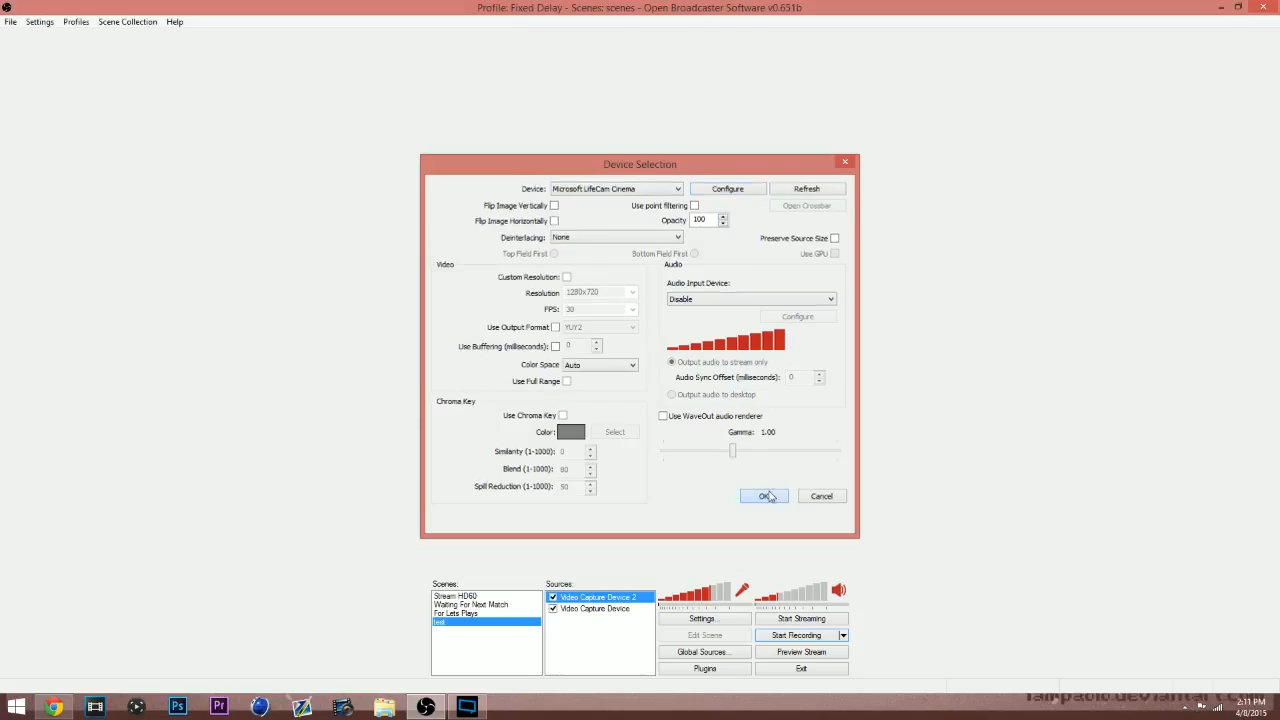 Profile: Fixed Delay - Scenes: scenes - Open Broadcaster Software v0.651b
File Settings Profiles Scene Collection Help
Device Selection
Device: Microsoft LifeCam Cinema Configure Refresh
Flip Image Vertically Use point filtering Open Crossbar
Flip Image Horizontally Opacity 100
Deinterlacing: None Preserve Source Size
Top Field First Bottom Field First Use GPU
Video Audio
Custom Resolution: Audio Input Device:
Resolution 1280x720 Disable
FPS: 30 Configure
Use Output Format YUY2
Use Buffering (milliseconds) 0
Color Space Auto Output audio to stream only
Use Full Range Audio Sync Offset (milliseconds) 0
Output audio to desktop
Chroma Key
Use Chroma Key Use WaveOut audio renderer
Color: Select Gamma: 1.00
Similarity (1-1000) 0
Blend (1-1000) 80
Spill Reduction (1-1000) 50
OK Cancel
Scenes: Sources:
Stream HD60 Video Capture Device 2
Waiting For Next Match Video Capture Device
For Lets Plays
test
Settings... Start Streaming
Edit Scene Start Recording
Global Sources... Preview Stream
Plugins Exit
Ps Pr
2:11 PM
4/8/2015